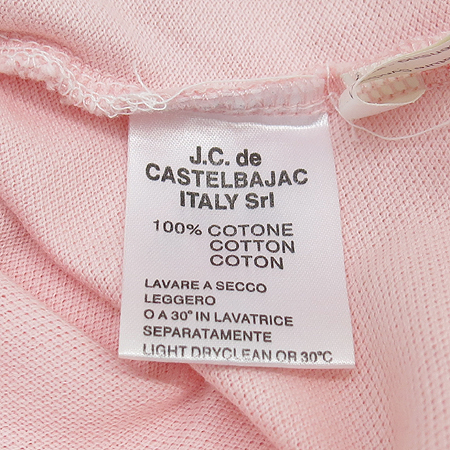 J.C. de
CASTELBAJAC
ITALY Srl
100% COTONE
COTTON
COTON
LAVARE A SECCO
LEGGERO
O A 30° IN LAVATRICE
SEPARATAMENTE
LIGHT DRYCLEAN OR 30°C